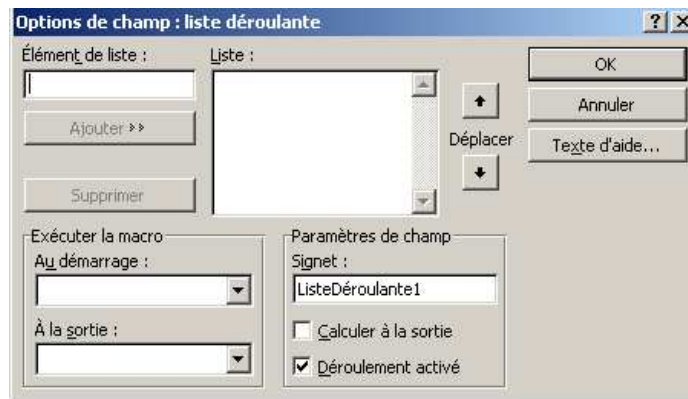 Options de champ : liste déroulante
Élément de liste :
Liste :
OK
Annuler
Texte d'aide...
Ajouter >>
Supprimer
Déplacer
Exécuter la macro
Au démarrage :
À la sortie :
Paramètres de champ
Signet :
ListeDéroulante1
Calculer à la sortie
Déroulement activé